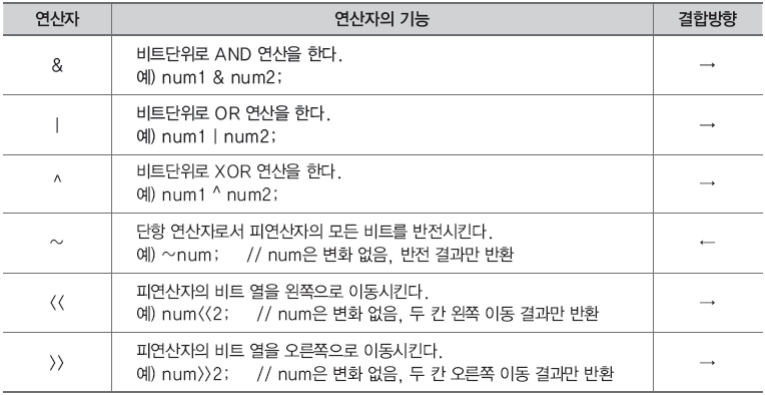 연산자 연산자의 기능 결합방향
& 비트단위로 AND 연산을 한다. →
예) num1 & num2;
| 비트단위로 OR 연산을 한다. →
예) num1 | num2;
^ 비트단위로 XOR 연산을 한다. →
예) num1 ^ num2;
~ 단항 연산자로서 피연산자의 모든 비트를 반전시킨다. ←
예) ~num; // num은 변화 없음, 반전 결과만 반환
<< 피연산자의 비트 열을 왼쪽으로 이동시킨다. →
예) num<<2; // num은 변화 없음, 두 칸 왼쪽 이동 결과만 반환
>> 피연산자의 비트 열을 오른쪽으로 이동시킨다. →
예) num>>2; // num은 변화 없음, 두 칸 오른쪽 이동 결과만 반환